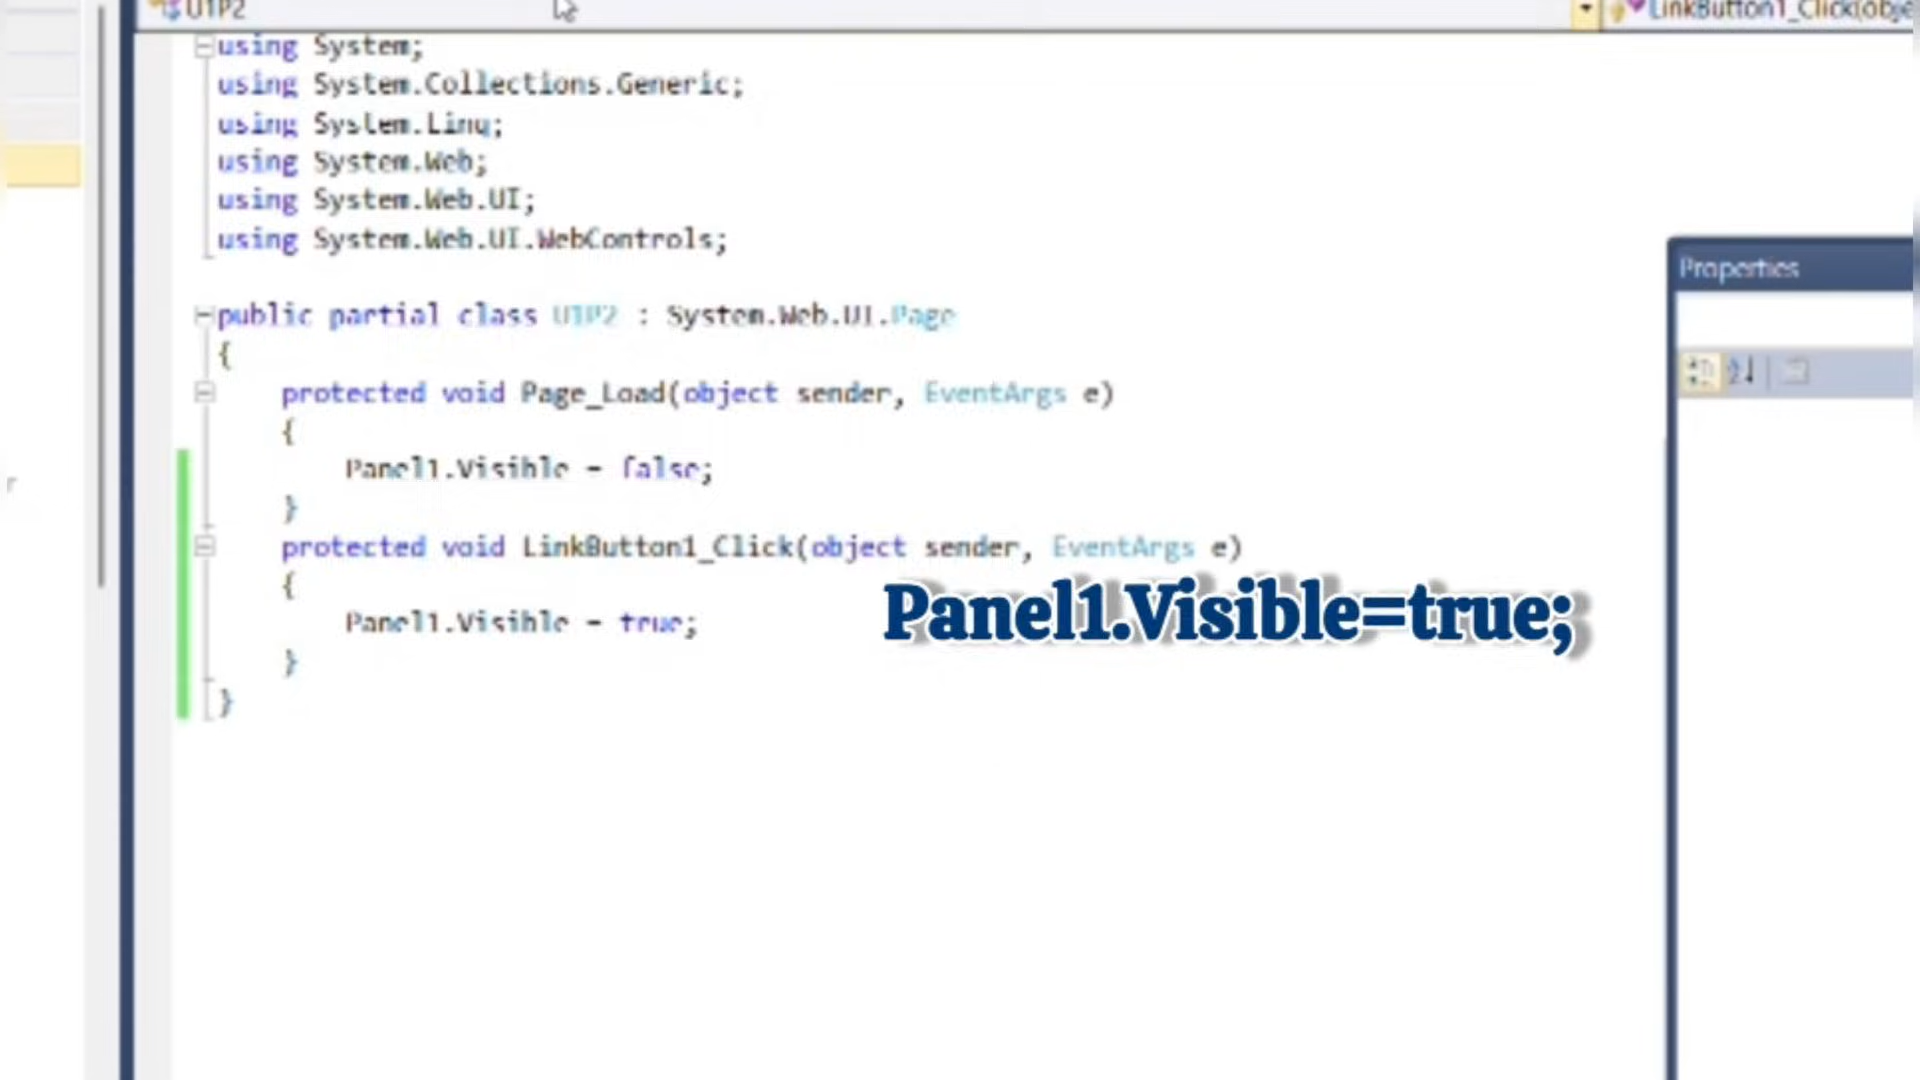 U1P2
LinkButton1_Click(obje
using System;
using System.Collections.Generic;
using System.Linq;
using System.Web;
using System.Web.UI;
using System.Web.UI.WebControls;
public partial class U1P2 : System.Web.UI.Page
{
protected void Page_Load(object sender, EventArgs e)
{
Panel1.Visible = false;
}
protected void LinkButton1_Click(object sender, EventArgs e)
{
Panel1.Visible = true;
}
}
Panel1.Visible=true;
Properties